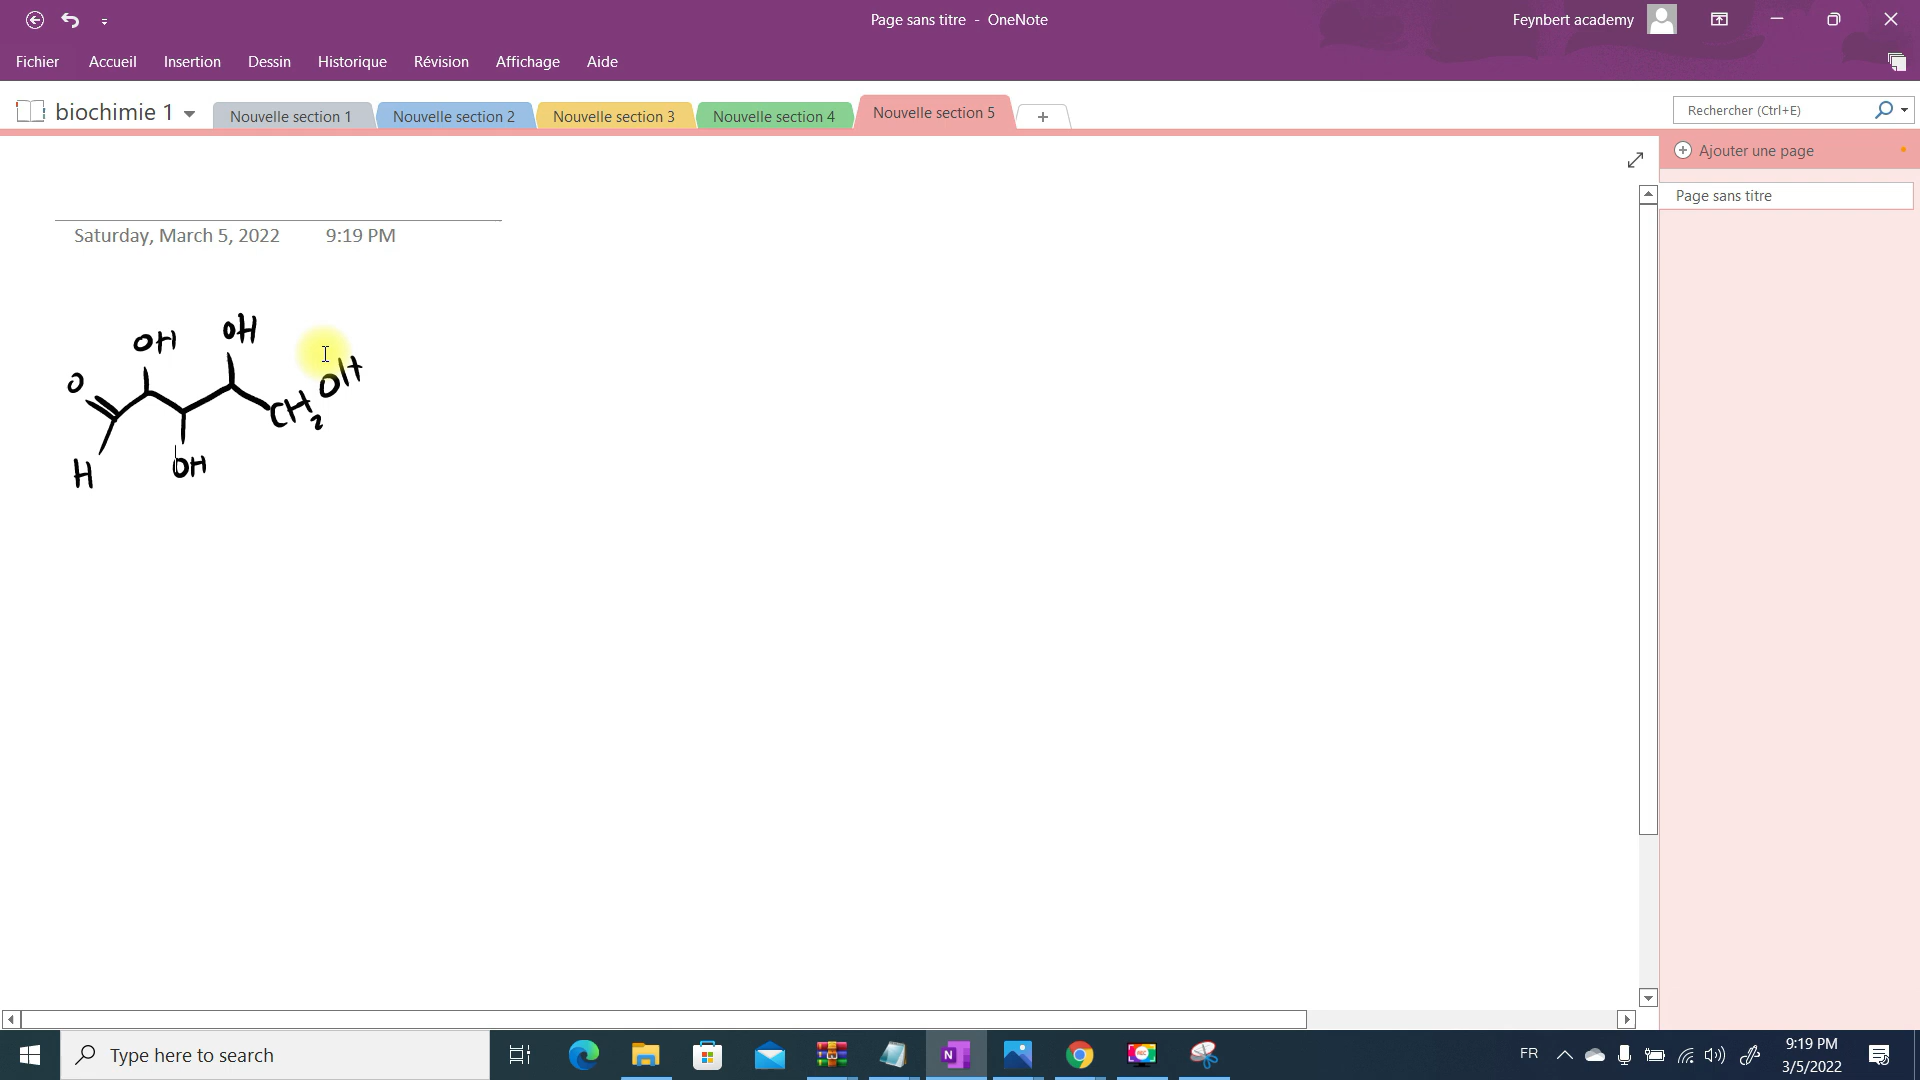 Page sans titre - OneNote
Feynbert academy
Fichier Accueil Insertion Dessin Historique Révision Affichage Aide
biochimie 1
Nouvelle section 1 Nouvelle section 2 Nouvelle section 3 Nouvelle section 4 Nouvelle section 5 +
Rechercher (Ctrl+E)
Ajouter une page
Page sans titre
Saturday, March 5, 2022 9:19 PM
OH OH
O CH2OH
H OH
Type here to search
FR
9:19 PM
3/5/2022